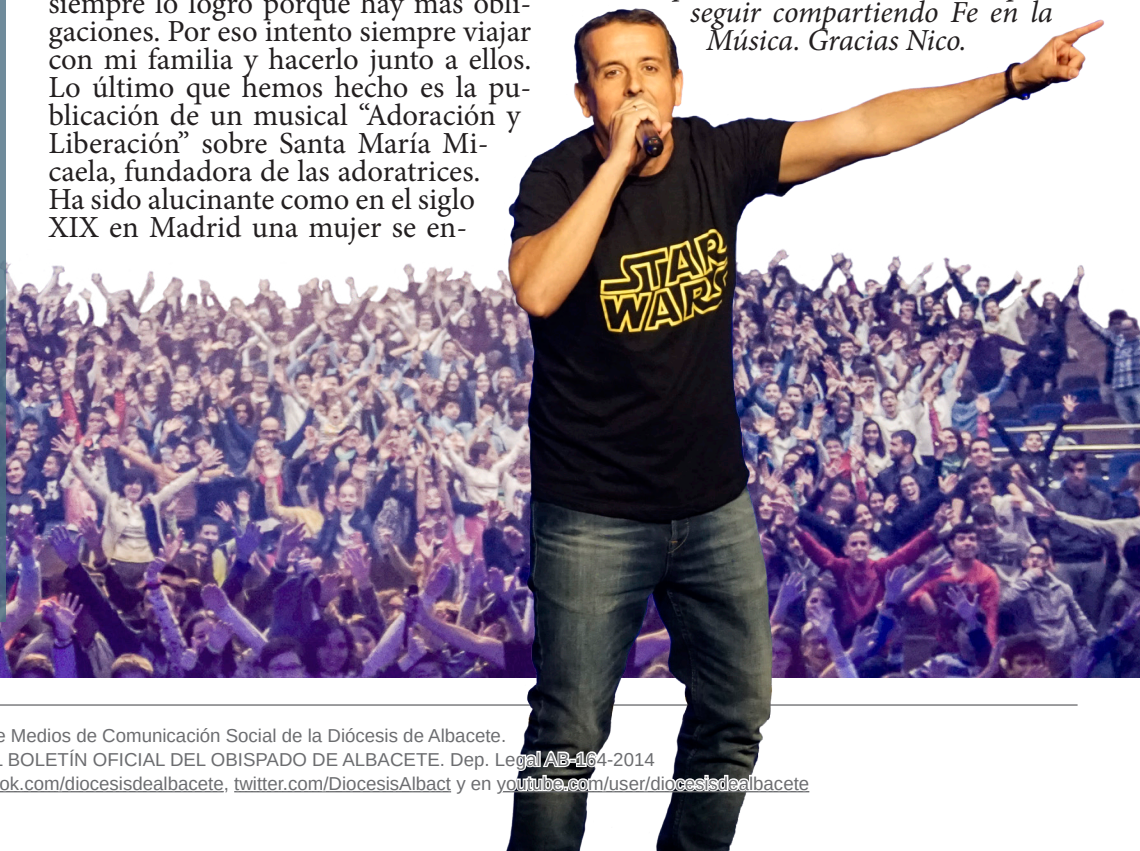 siempre lo logro porque hay más obli-
gaciones. Por eso intento siempre viajar
con mi familia y hacerlo junto a ellos.
Lo último que hemos hecho es la pu-
blicación de un musical “Adoración y
Liberación” sobre Santa María Mi-
caela, fundadora de las adoratrices.
Ha sido alucinante como en el siglo
XIX en Madrid una mujer se en-
seguir compartiendo Fe en la
Música. Gracias Nico.
STAR
WARS
e Medios de Comunicación Social de la Diócesis de Albacete.
L BOLETÍN OFICIAL DEL OBISPADO DE ALBACETE. Dep. Legal AB-164-2014
ok.com/diocesisdealbacete, twitter.com/DiocesisAlbact y en youtube.com/user/diocesisdealbacete